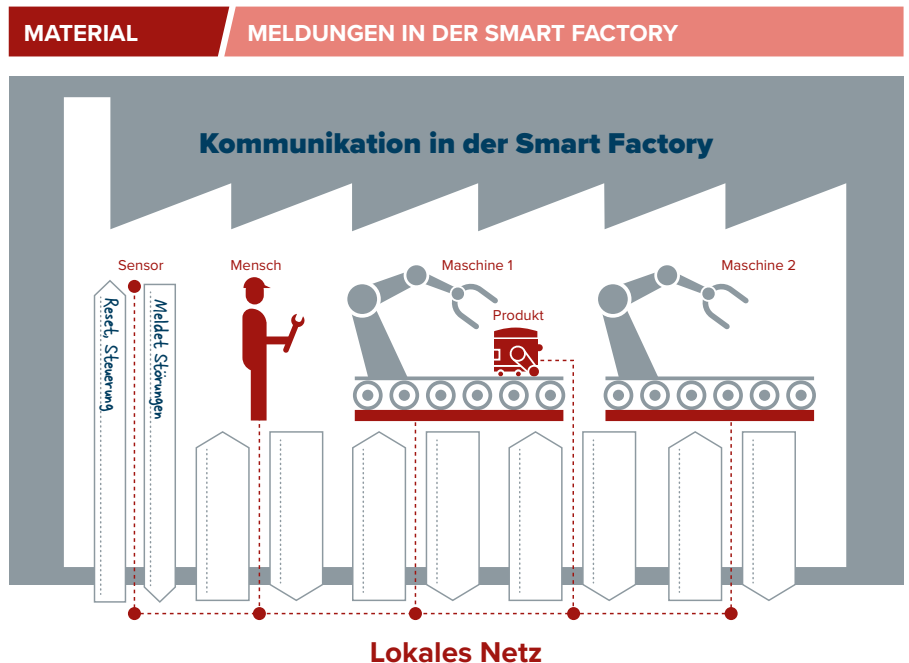 MATERIAL
MELDUNGEN IN DER SMART FACTORY
Kommunikation in der Smart Factory
Sensor
Mensch
Maschine 1
Maschine 2
Produkt
Reset, Steuerung
Meldet Störungen
Lokales Netz